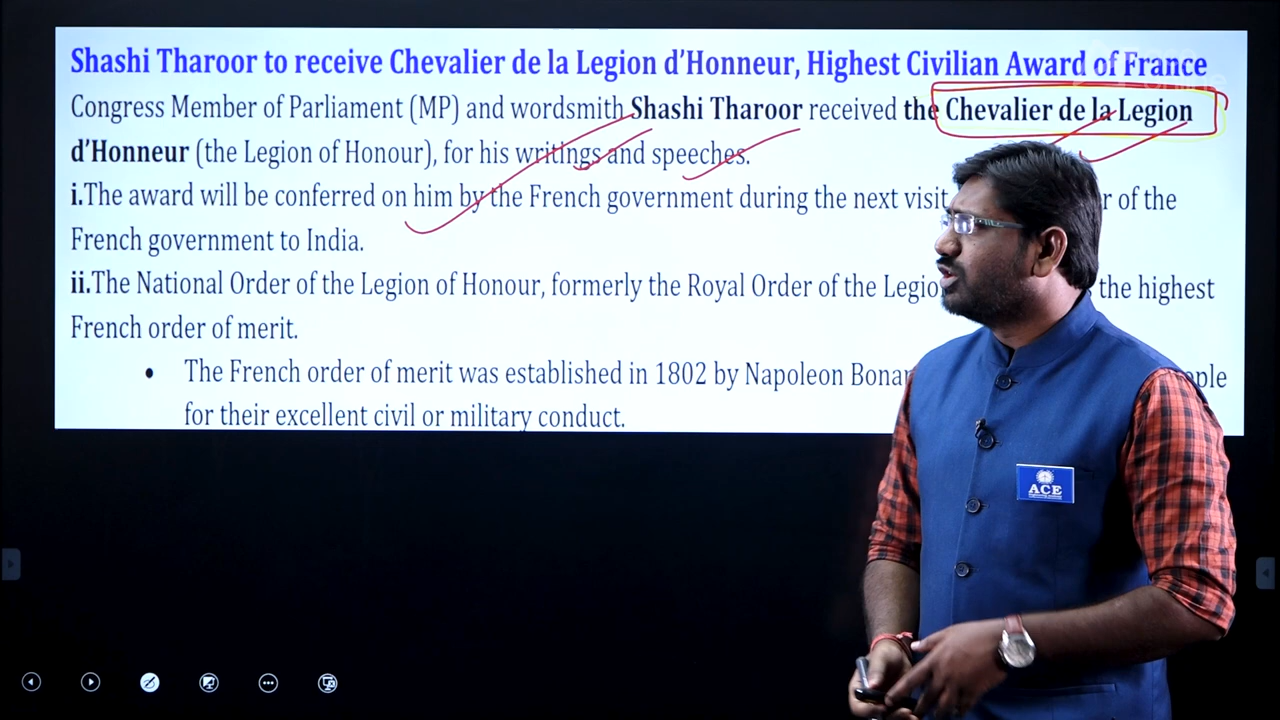 Shashi Tharoor to receive Chevalier de la Legion d'Honneur, Highest Civilian Award of France
Congress Member of Parliament (MP) and wordsmith Shashi Tharoor received the Chevalier de la Legion
d'Honneur (the Legion of Honour), for his writings and speeches.
i.The award will be conferred on him by the French government during the next visit r of the
French government to India.
ii.The National Order of the Legion of Honour, formerly the Royal Order of the Legio the highest
French order of merit.
• The French order of merit was established in 1802 by Napoleon Bonap ople
for their excellent civil or military conduct.
ACE